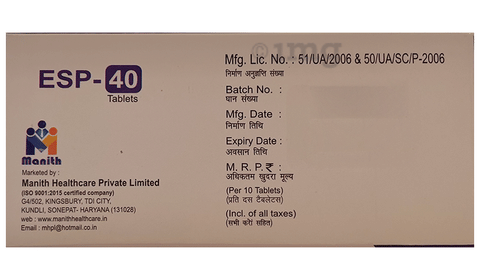 ESP-40
Tablets
Manith
Marketed by :
Manith Healthcare Private Limited
(ISO 9001:2015 certified company)
G4/502, KINGSBURY, TDI CITY,
KUNDLI, SONEPAT- HARYANA (131028)
web : www.manithhealthcare.in
Email : mhpl@hotmail.co.in
1mg
Mfg. Lic. No. : 51/UA/2006 & 50/UA/SC/P-2006
निर्माण अनुज्ञप्ति संख्या
Batch No. :
घान संख्या
Mfg. Date :
निर्माण तिथि
Expiry Date :
अवसान तिथि
M. R. P.₹ :
अधिकतम खुदरा मूल्य
(Per 10 Tablets)
(प्रति दस टैबलेटस)
(Incl. of all taxes)
(सभी करों सहित)